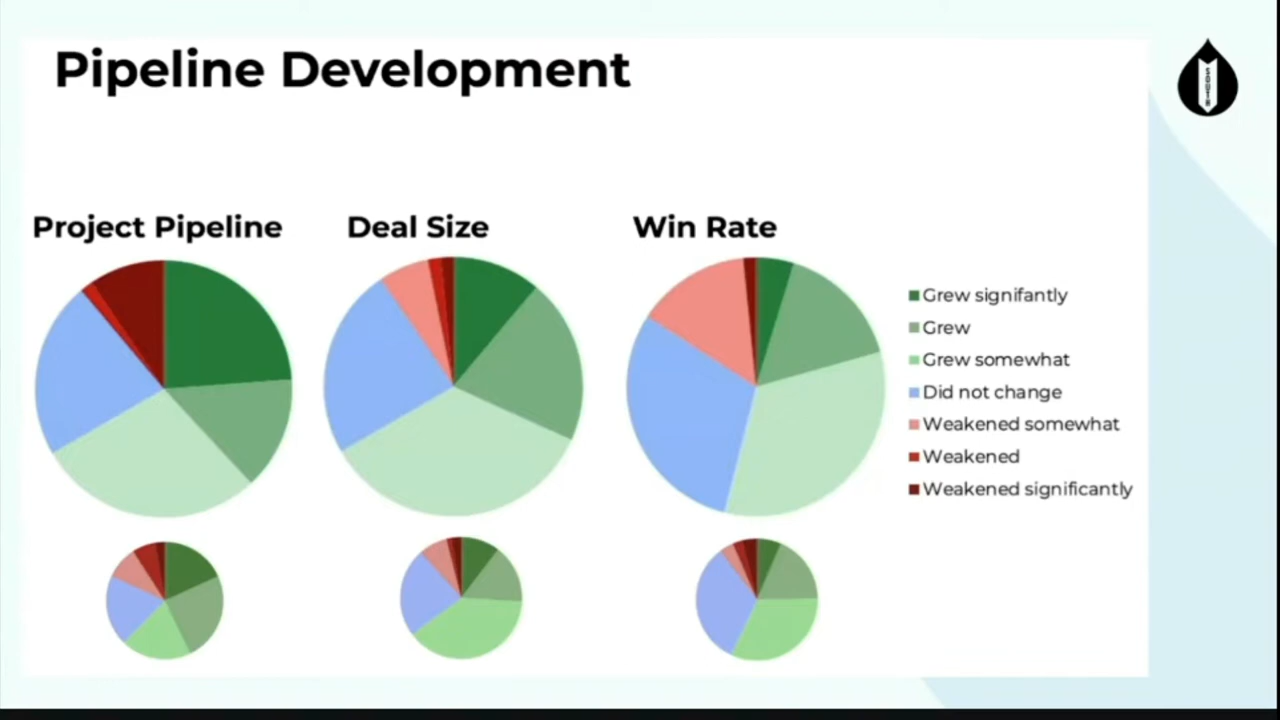 Pipeline Development
Project Pipeline
Deal Size
Win Rate
Grew signifantly
Grew
Grew somewhat
Did not change
Weakened somewhat
Weakened
Weakened significantly